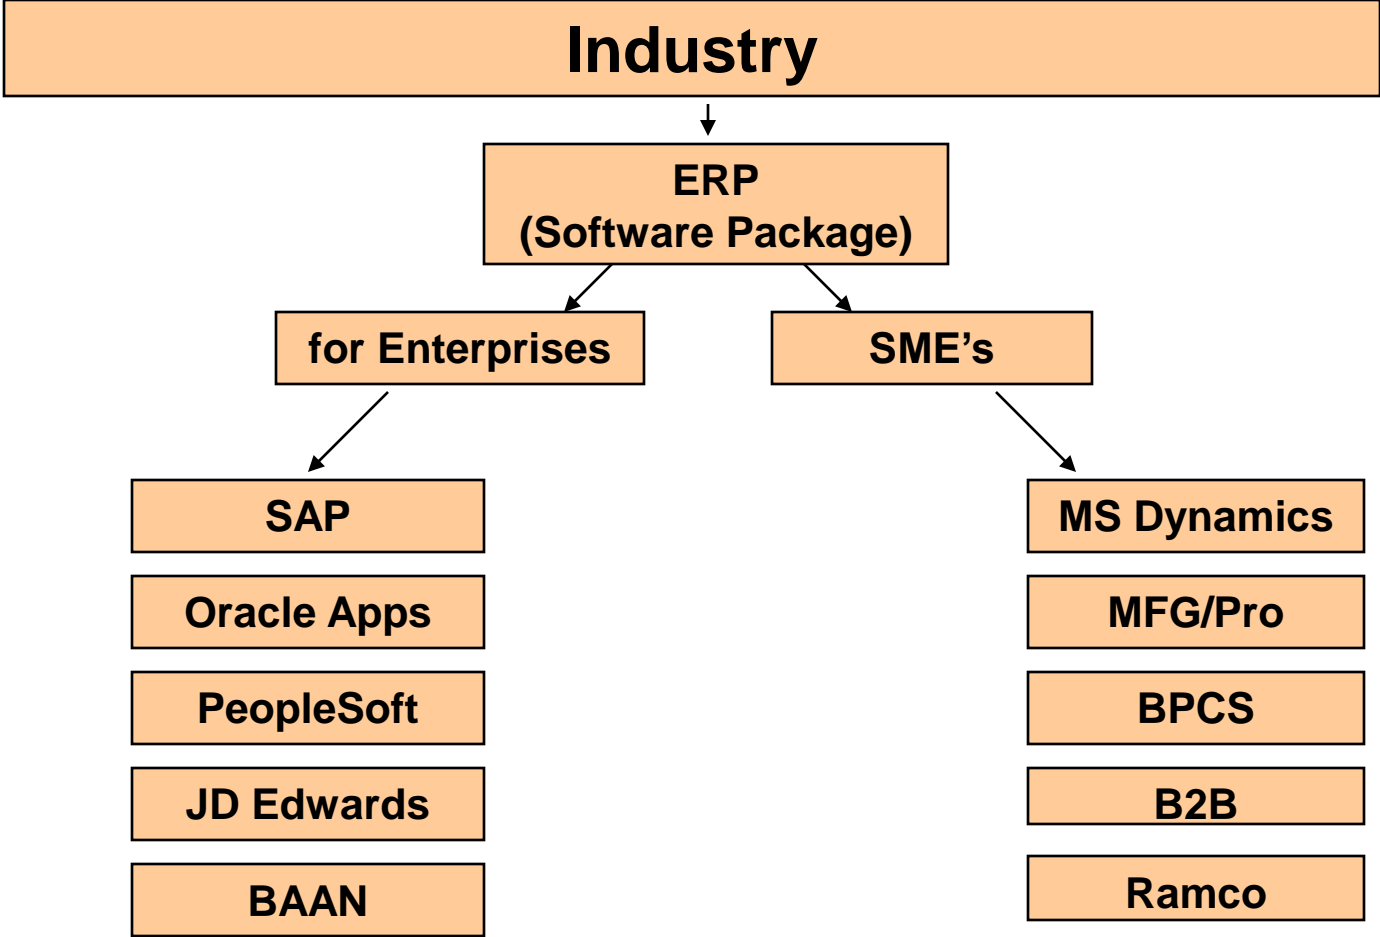 Industry
ERP
(Software Package)
for Enterprises
SME’s
SAP
MS Dynamics
Oracle Apps
MFG/Pro
PeopleSoft
BPCS
JD Edwards
B2B
BAAN
Ramco